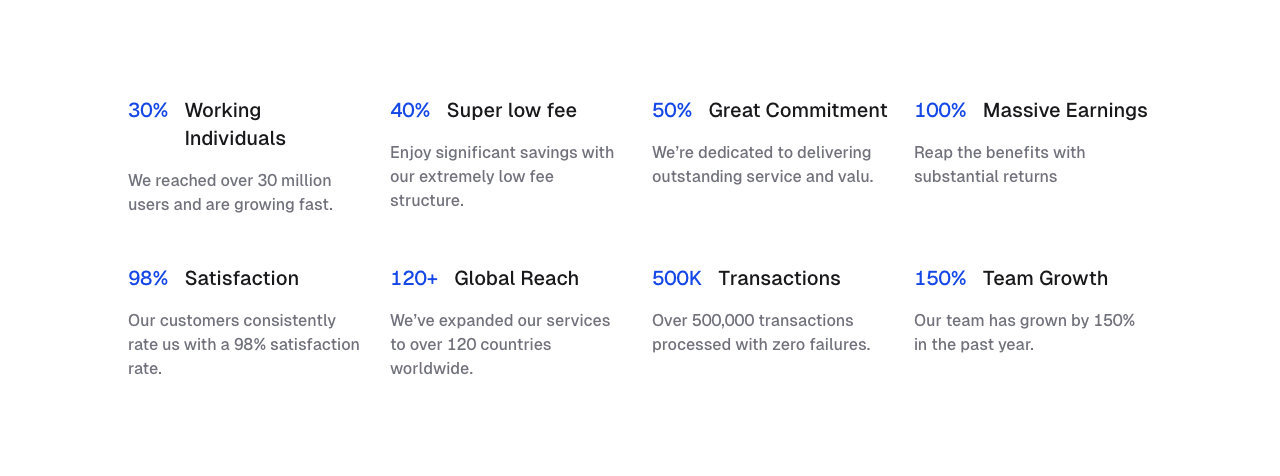 30% Working
Individuals
We reached over 30 million
users and are growing fast.
40% Super low fee
Enjoy significant savings with
our extremely low fee
structure.
50% Great Commitment
We’re dedicated to delivering
outstanding service and valu.
100% Massive Earnings
Reap the benefits with
substantial returns
98% Satisfaction
Our customers consistently
rate us with a 98% satisfaction
rate.
120+ Global Reach
We’ve expanded our services
to over 120 countries
worldwide.
500K Transactions
Over 500,000 transactions
processed with zero failures.
150% Team Growth
Our team has grown by 150%
in the past year.